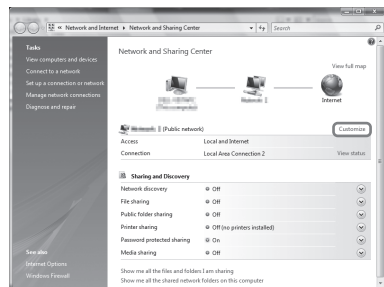 « Network and Internet ▸ Network and Sharing Center
Search
Tasks
View computers and devices
Connect to a network
Set up a connection or network
Manage network connections
Diagnose and repair
See also
Internet Options
Windows Firewall
Network and Sharing Center
View full map
Internet
(Public network)
Customize
Access Local and Internet
Connection Local Area Connection 2 View status
Sharing and Discovery
Network discovery Off
File sharing Off
Public folder sharing Off
Printer sharing Off (no printers installed)
Password protected sharing On
Media sharing Off
Show me all the files and folders I am sharing
Show me all the shared network folders on this computer